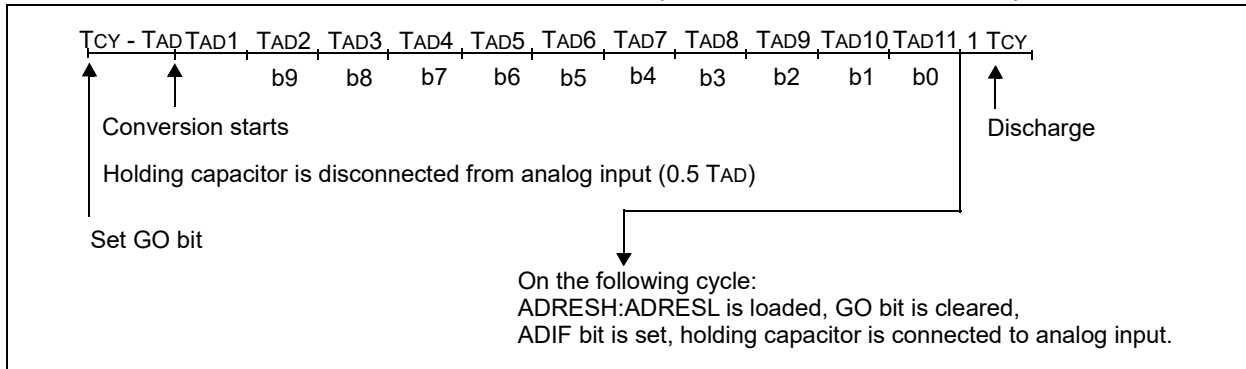 TCY - TAD TAD1 TAD2 TAD3 TAD4 TAD5 TAD6 TAD7 TAD8 TAD9 TAD10 TAD11 1 TCY
b9 b8 b7 b6 b5 b4 b3 b2 b1 b0
Conversion starts
Discharge
Holding capacitor is disconnected from analog input (0.5 TAD)
Set GO bit
On the following cycle:
ADRESH:ADRESL is loaded, GO bit is cleared,
ADIF bit is set, holding capacitor is connected to analog input.